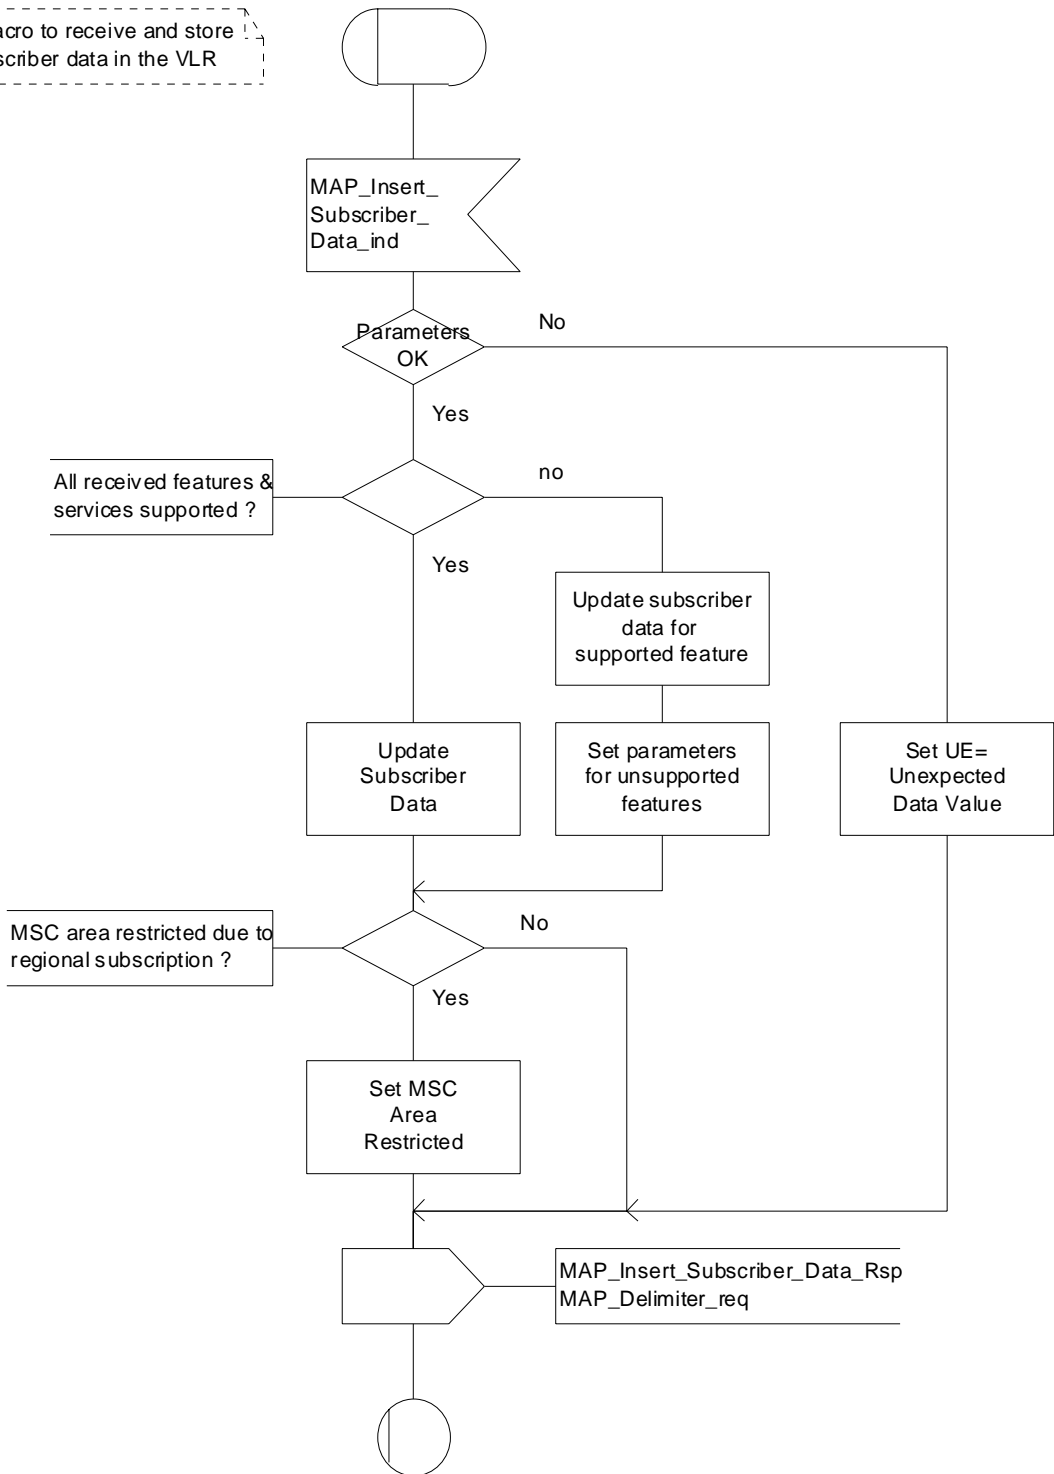 acro to receive and store
scriber data in the VLR
MAP_Insert_
Subscriber_
Data_ind
Parameters
OK
No
Yes
All received features &
services supported ?
no
Yes
Update subscriber
data for
supported feature
Update
Subscriber
Data
Set parameters
for unsupported
features
Set UE=
Unexpected
Data Value
MSC area restricted due to
regional subscription ?
No
Yes
Set MSC
Area
Restricted
MAP_Insert_Subscriber_Data_Rsp
MAP_Delimiter_req